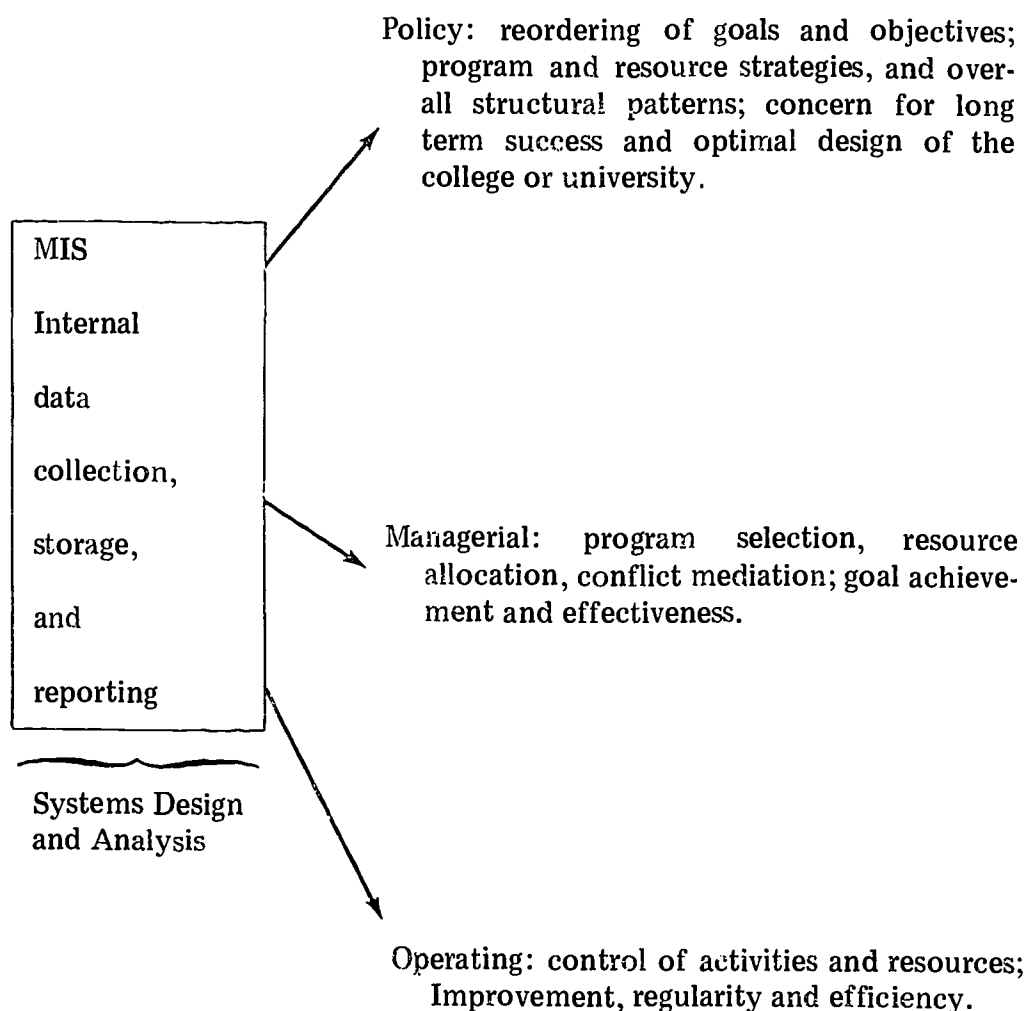 Policy: reordering of goals and objectives;
program and resource strategies, and over-
all structural patterns; concern for long
term success and optimal design of the
college or university.
MIS
Internal
data
collection,
storage,
and
reporting
Systems Design
and Analysis
Managerial: program selection, resource
allocation, conflict mediation; goal achieve-
ment and effectiveness.
Operating: control of activities and resources;
Improvement, regularity and efficiency.